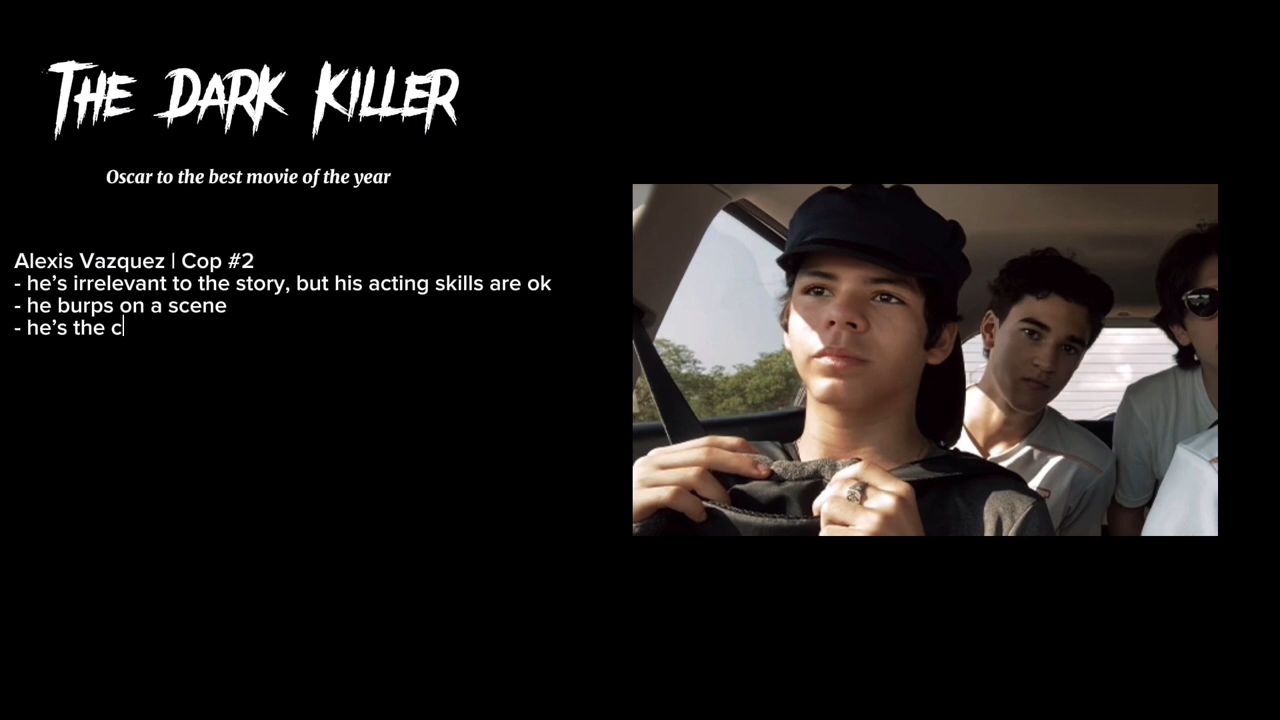 THE DARK KILLER
Oscar to the best movie of the year
Alexis Vazquez | Cop #2
- he’s irrelevant to the story, but his acting skills are ok
- he burps on a scene
- he’s the c